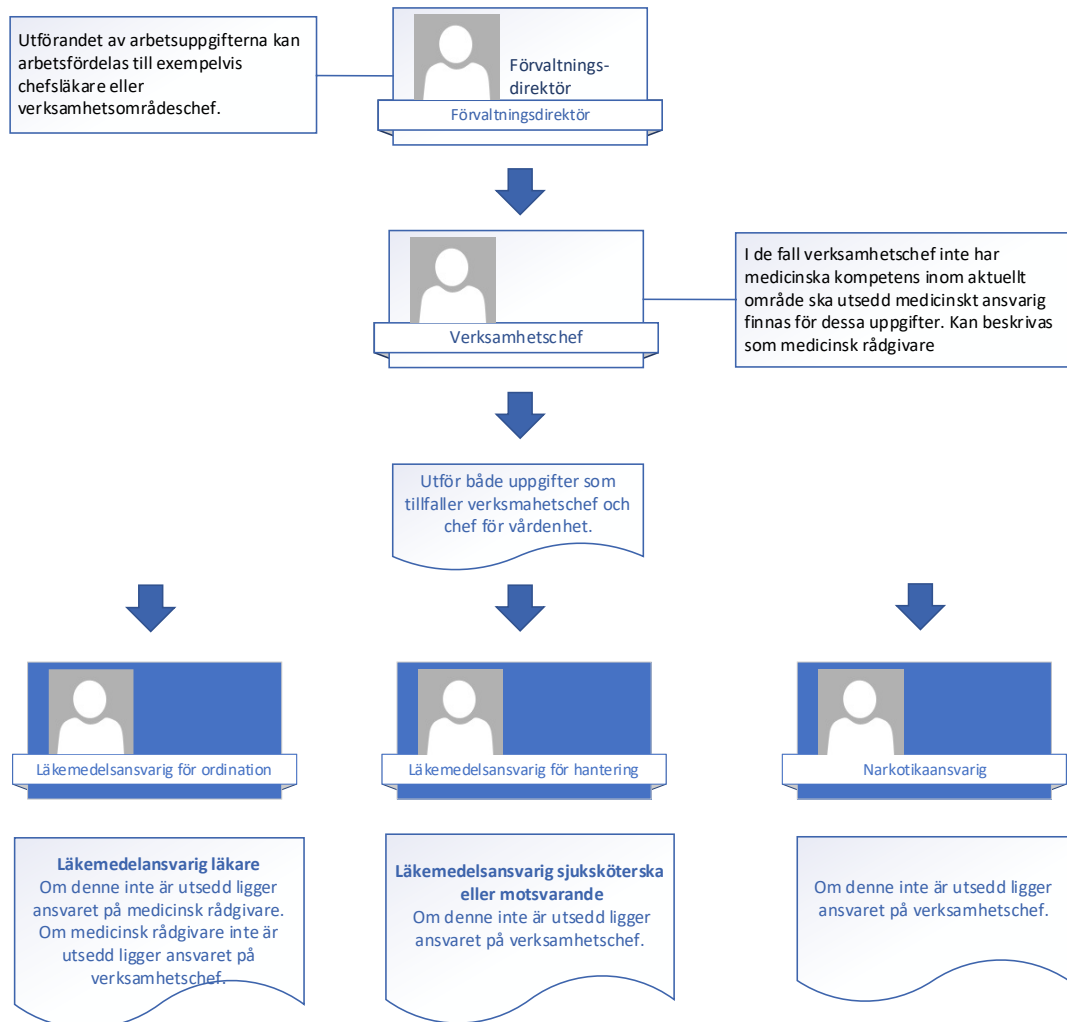 Utförandet av arbetsuppgifterna kan
arbetsfördelas till exempelvis
chefsläkare eller
verksamhetsområdeschef.
Förvaltnings-
direktör
Förvaltningsdirektör
I de fall verksamhetschef inte har
medicinska kompetens inom aktuellt
område ska utsedd medicinskt ansvarig
finnas för dessa uppgifter. Kan beskrivas
som medicinsk rådgivare
Verksamhetschef
Utför både uppgifter som
tillfaller verksmahetschef och
chef för vårdenhet.
Läkemedelsansvarig för ordination
Läkemedelsansvarig för hantering
Narkotikaansvarig
Läkemedelansvarig läkare
Om denne inte är utsedd ligger
ansvaret på medicinsk rådgivare.
Om medicinsk rådgivare inte är
utsedd ligger ansvaret på
verksamhetschef.
Läkemedelsansvarig sjuksköterska
eller motsvarande
Om denne inte är utsedd ligger
ansvaret på verksamhetschef.
Om denne inte är utsedd ligger
ansvaret på verksamhetschef.